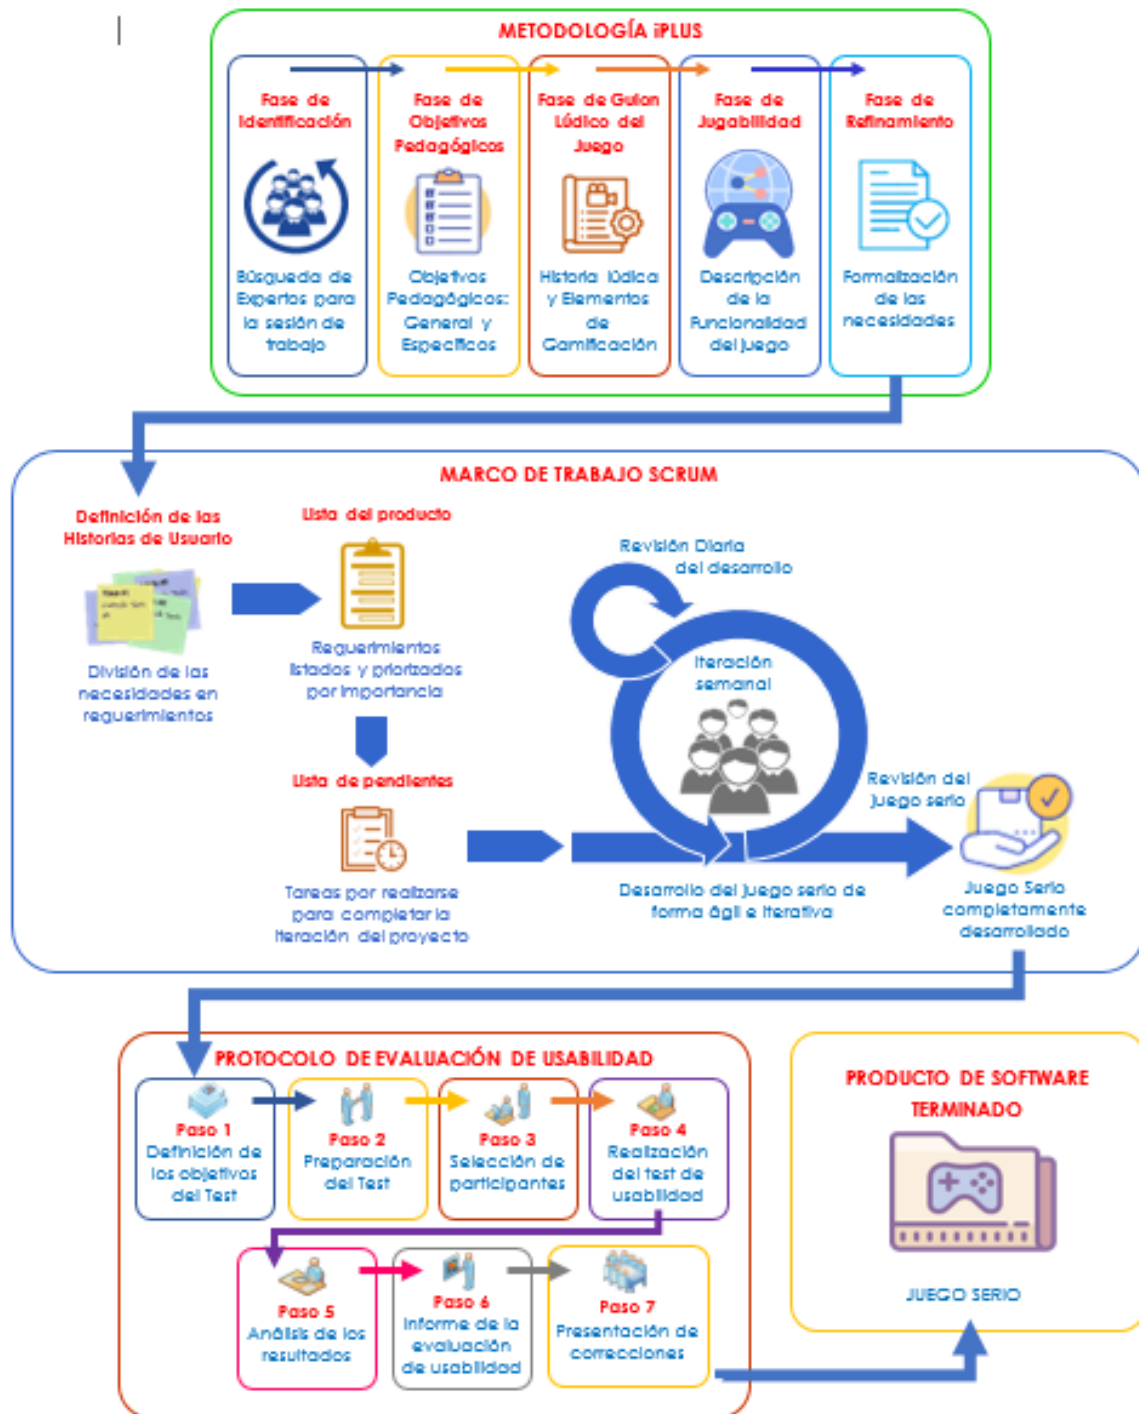 METODOLOGÍA iPLUS
Fase de
Identificación
Búsqueda de
Expertos para
la sesión de
trabajo
Fase de
Objetivos
Pedagógicos
Objetivos
Pedagógicos:
General y
Específicos
Fase de Guion
Lúdico del
Juego
Historia lúdica
y Elementos
de
Gamificación
Fase de
Jugabilidad
Descripción
de la
Funcionalidad
del juego
Fase de
Refinamiento
Formalización
de las
necesidades
MARCO DE TRABAJO SCRUM
Definición de las
Historias de Usuario
División de las
necesidades en
requerimientos
Lista del producto
Requerimientos
listados y priorizados
por importancia
Lista de pendientes
Tareas por realizarse
para completar la
iteración del proyecto
Revisión Diaria
del desarrollo
Iteración
semanal
Desarrollo del juego serio de
forma ágil e iterativa
Revisión del
juego serio
Juego Serio
completamente
desarrollado
PROTOCOLO DE EVALUACIÓN DE USABILIDAD
Paso 1
Definición de
los objetivos
del Test
Paso 2
Preparación
del Test
Paso 3
Selección de
participantes
Paso 4
Realización
del test de
usabilidad
Paso 5
Análisis de los
resultados
Paso 6
Informe de la
evaluación
de usabilidad
Paso 7
Presentación de
correcciones
PRODUCTO DE SOFTWARE
TERMINADO
JUEGO SERIO